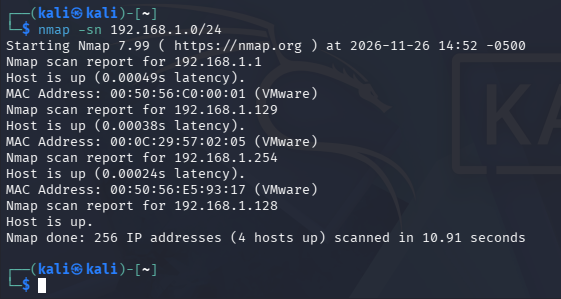 ┌──(kali㉿kali)-[~]
└─$ nmap -sn 192.168.1.0/24
Starting Nmap 7.99 ( https://nmap.org ) at 2026-11-26 14:52 -0500
Nmap scan report for 192.168.1.1
Host is up (0.00049s latency).
MAC Address: 00:50:56:C0:00:01 (VMware)
Nmap scan report for 192.168.1.129
Host is up (0.00038s latency).
MAC Address: 00:0C:29:57:02:05 (VMware)
Nmap scan report for 192.168.1.254
Host is up (0.00024s latency).
MAC Address: 00:50:56:E5:93:17 (VMware)
Nmap scan report for 192.168.1.128
Host is up.
Nmap done: 256 IP addresses (4 hosts up) scanned in 10.91 seconds
┌──(kali㉿kali)-[~]
└─$
KA